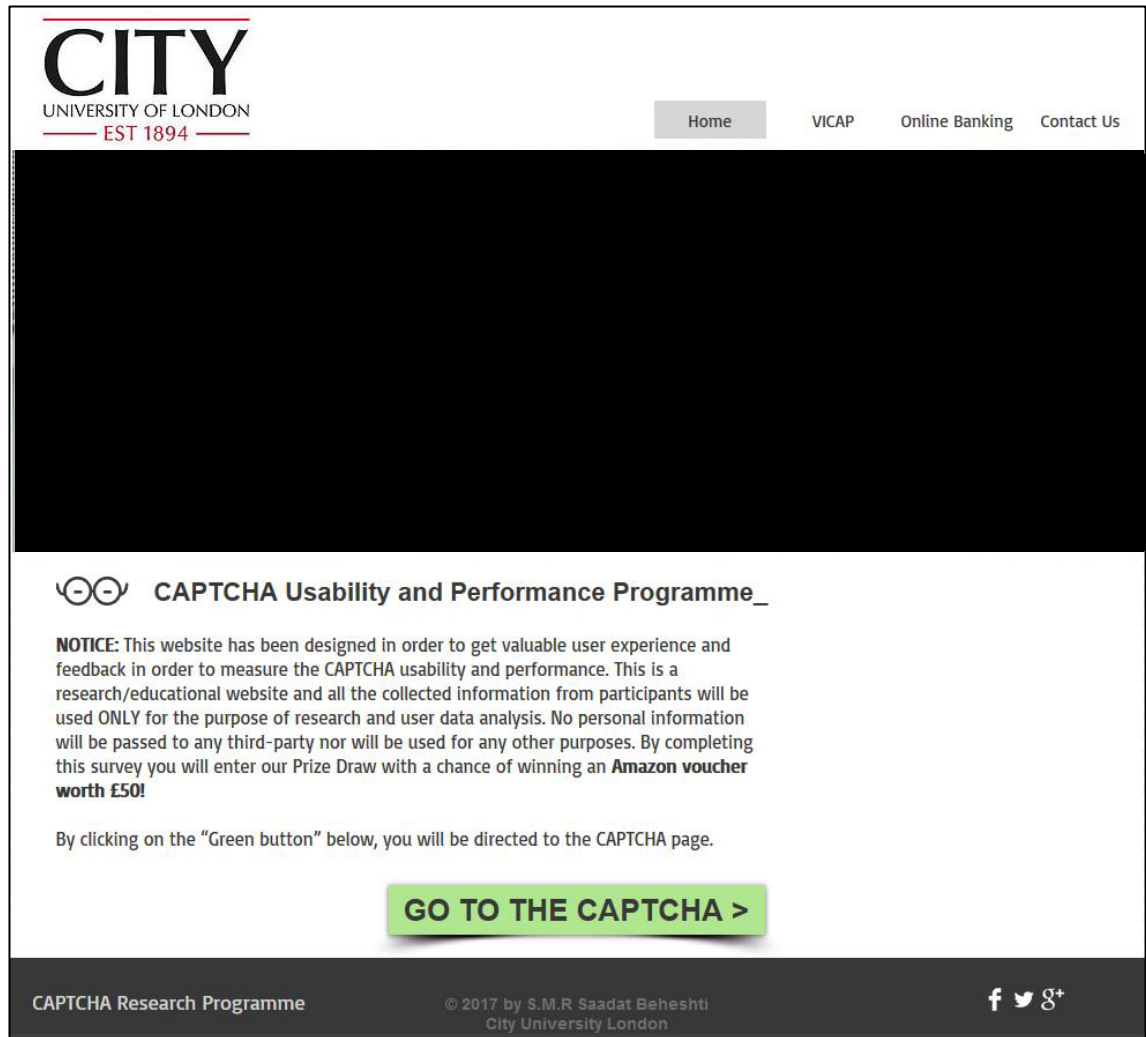 CITY
UNIVERSITY OF LONDON
EST 1894
Home VICAP Online Banking Contact Us
CAPTCHA Usability and Performance Programme_
NOTICE: This website has been designed in order to get valuable user experience and
feedback in order to measure the CAPTCHA usability and performance. This is a
research/educational website and all the collected information from participants will be
used ONLY for the purpose of research and user data analysis. No personal information
will be passed to any third-party nor will be used for any other purposes. By completing
this survey you will enter our Prize Draw with a chance of winning an Amazon voucher
worth £50!
By clicking on the “Green button” below, you will be directed to the CAPTCHA page.
GO TO THE CAPTCHA >
CAPTCHA Research Programme
© 2017 by S.M.R Saadat Beheshti
City University London
f g+